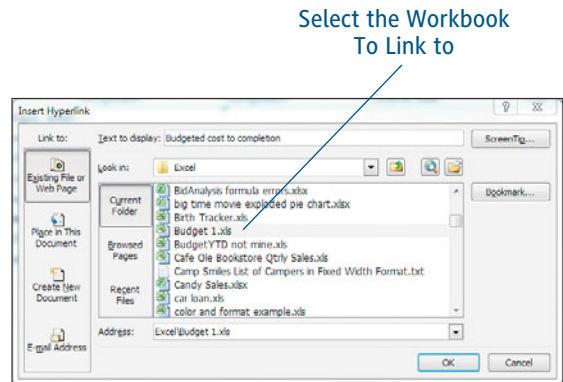 Select the Workbook
To Link to
Insert Hyperlink
Link to:
Text to display: Budgeted cost to completion
ScreenTip...
Existing File or
Web Page
Look in: Excel
Current
Folder
BidAnalysis formula errors.xlsx
big time movie exploded pie chart.xlsx
Birth Tracker.xls
Budget 1.xls
Bookmark...
Place in This
Document
Browsed
Pages
BudgetYTD not mine.xls
Cafe Ole Bookstore Qtrly Sales.xls
Camp Smiles List of Campers in Fixed Width Format.txt
Create New
Document
Recent
Files
Candy Sales.xlsx
car loan.xls
color and format example.xls
E-mail Address
Address: Excel\Budget 1.xls
OK
Cancel